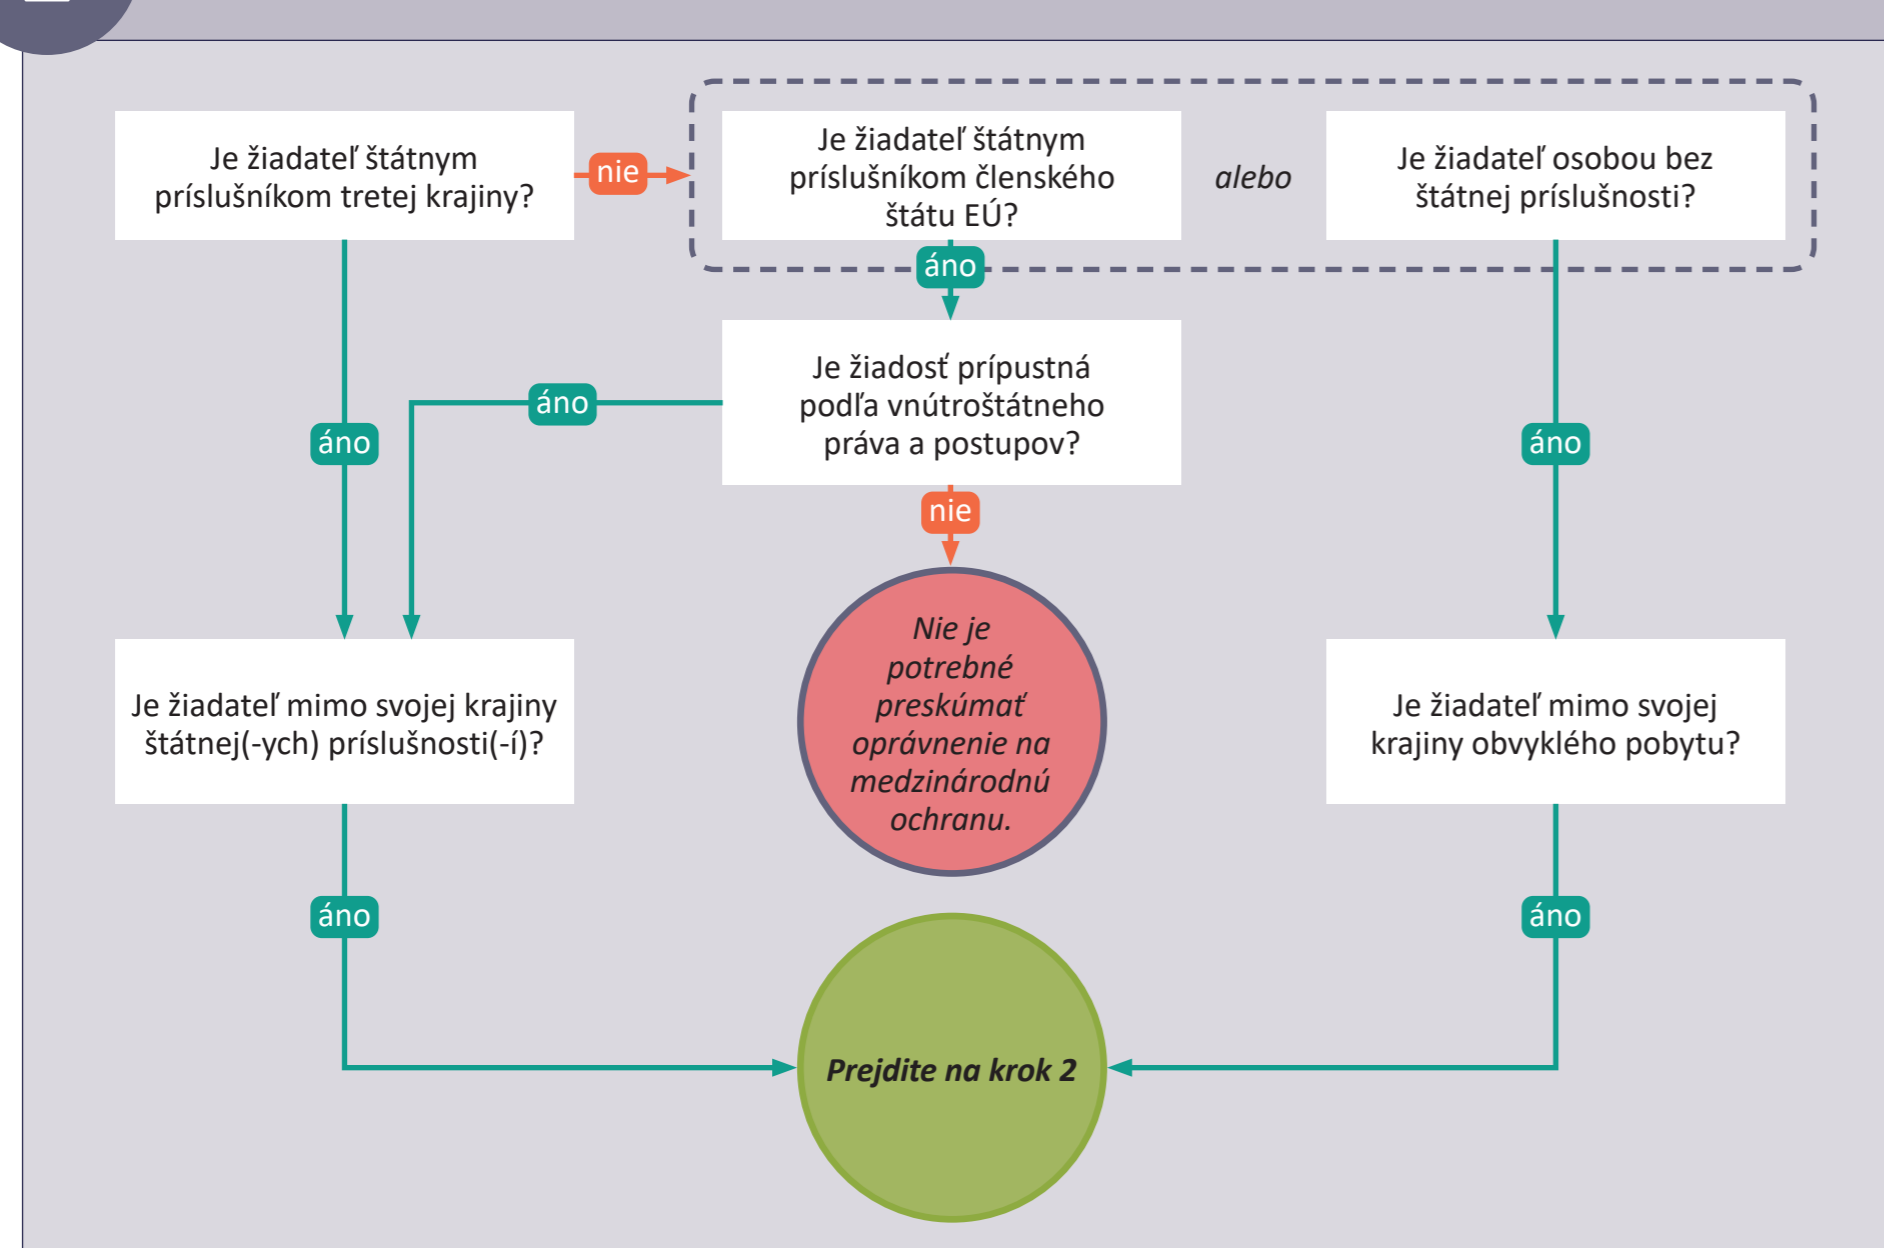 Je žiadateľ štátnym
príslušníkom tretej krajiny?
nie
Je žiadateľ štátnym
príslušníkom členského
štátu EÚ?
alebo
Je žiadateľ osobou bez
štátnej príslušnosti?
áno
Je žiadosť prípustná
podľa vnútroštátneho
práva a postupov?
áno
áno
áno
nie
Nie je
potrebné
preskúmať
oprávnenie na
medzinárodnú
ochranu.
Je žiadateľ mimo svojej krajiny
štátnej(-ych) príslušnosti(-í)?
Je žiadateľ mimo svojej
krajiny obvyklého pobytu?
áno
áno
Prejdite na krok 2